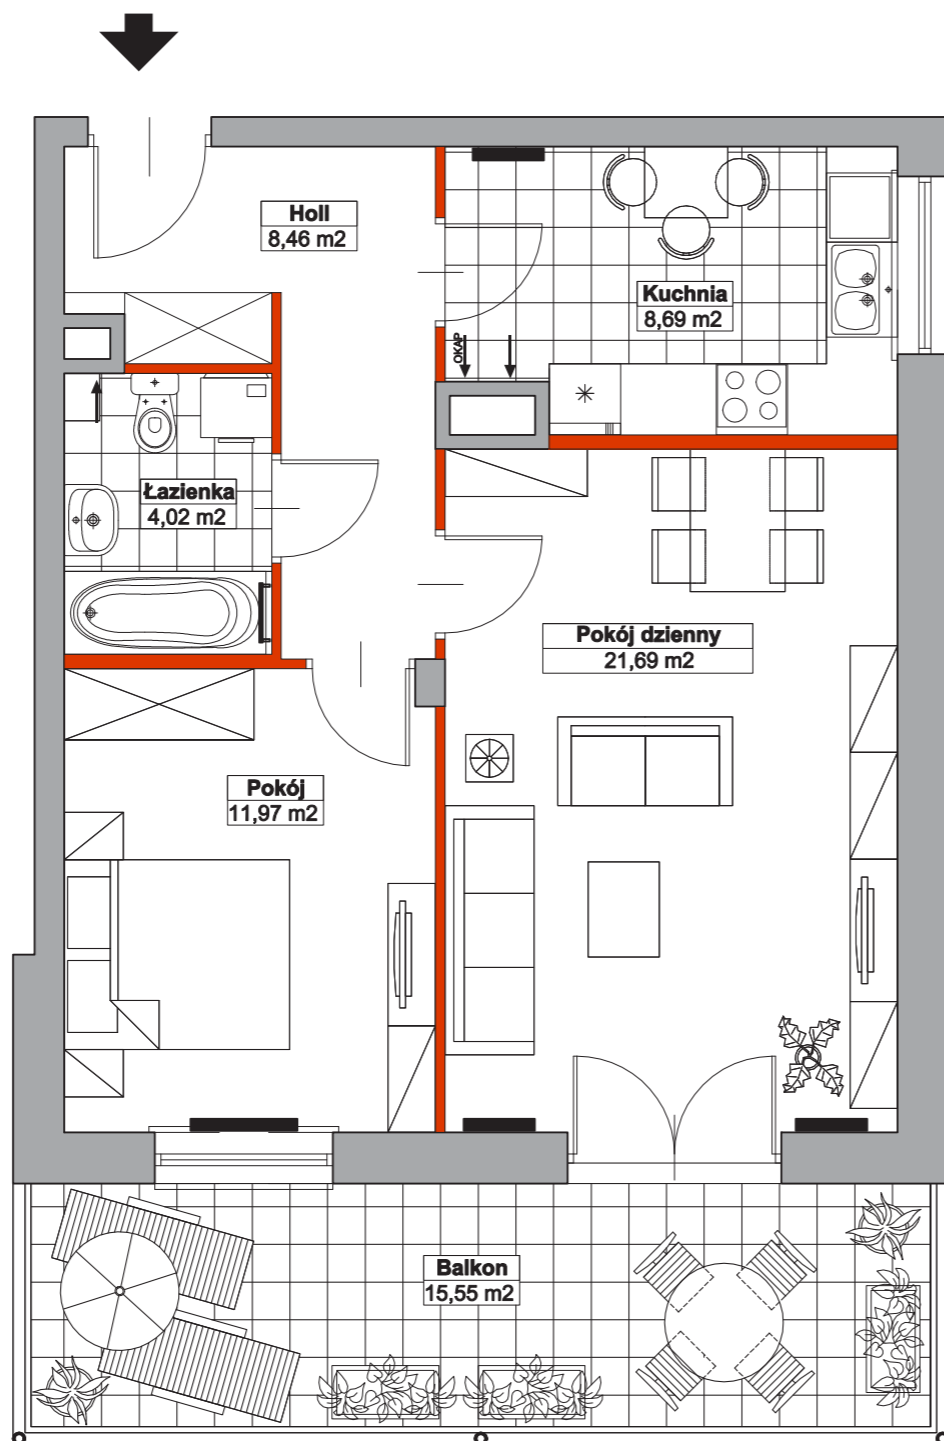 Holl
8,46 m2
Kuchnia
8,69 m2
OKAP
Łazienka
4,02 m2
Pokój dzienny
21,69 m2
Pokój
11,97 m2
Balkon
15,55 m2